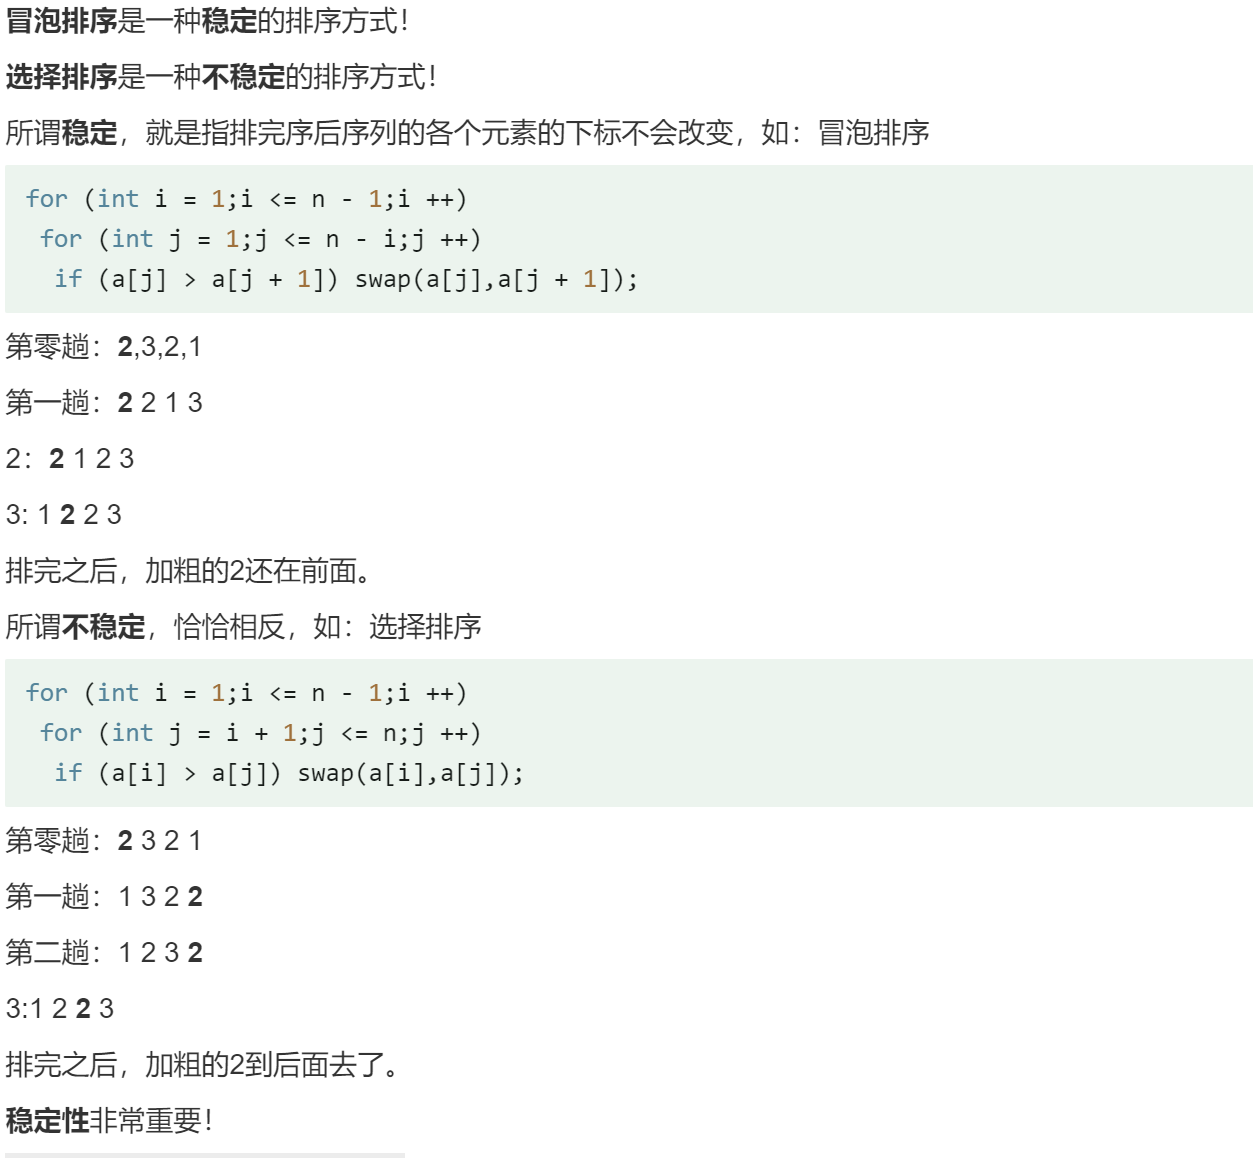 冒泡排序是一种稳定的排序方式！
选择排序是一种不稳定的排序方式！
所谓稳定，就是指排完序后序列的各个元素的下标不会改变，如：冒泡排序
for (int i = 1;i <= n - 1;i ++)
for (int j = 1;j <= n - i;j ++)
if (a[j] > a[j + 1]) swap(a[j],a[j + 1]);
第零趟：2,3,2,1
第一趟：2 2 1 3
2：2 1 2 3
3: 1 2 2 3
排完之后，加粗的2还在前面。
所谓不稳定，恰恰相反，如：选择排序
for (int i = 1;i <= n - 1;i ++)
for (int j = i + 1;j <= n;j ++)
if (a[i] > a[j]) swap(a[i],a[j]);
第零趟：2 3 2 1
第一趟：1 3 2 2
第二趟：1 2 3 2
3:1 2 2 3
排完之后，加粗的2到后面去了。
稳定性非常重要！